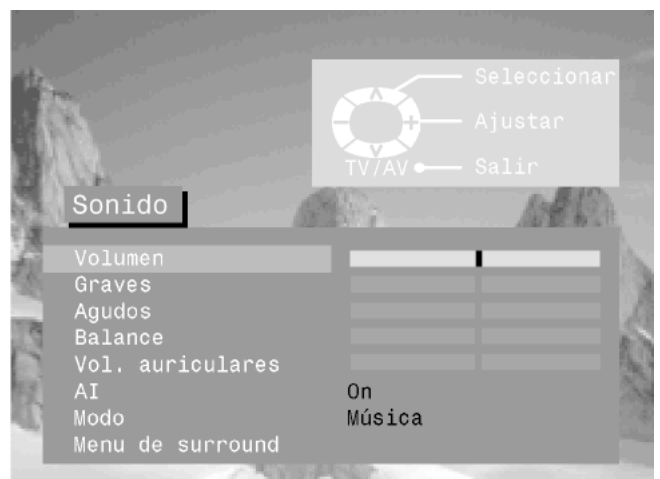 Seleccionar
Ajustar
TV/AV Salir
Sonido
Volumen
Graves
Agudos
Balance
Vol. auriculares
AI On
Modo Música
Menu de surround